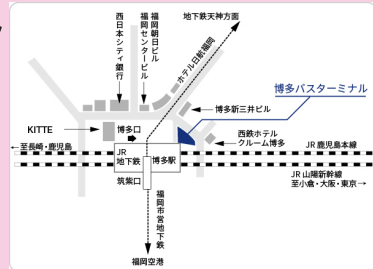 地下鉄天神方面
福岡朝日ビル
福岡センタービル
西日本シティ銀行
ホテル日航福岡
博多新三井ビル
博多バスターミナル
KITTE
博多口
西鉄ホテル
クルーム博多
←至長崎・鹿児島
JR
地下鉄
博多駅
JR 鹿児島本線
筑紫口
JR 山陽新幹線
至小倉・大阪・東京→
福岡市営地下鉄
福岡空港